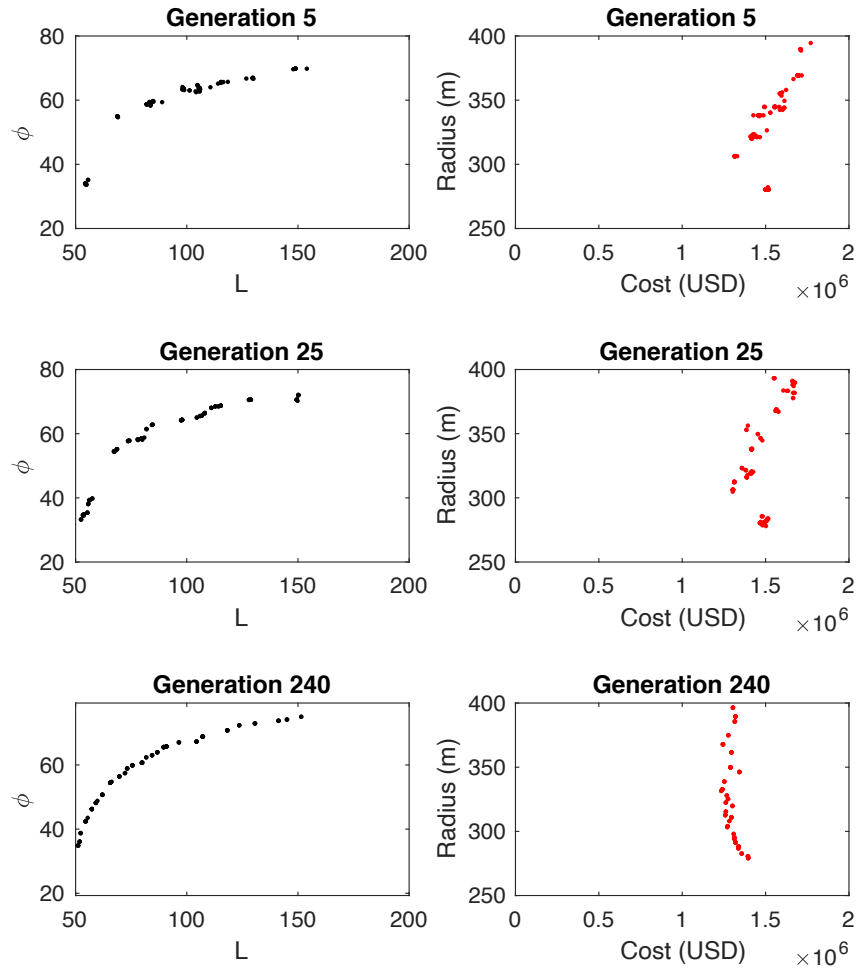 Generation 5
80
60
40
20
ϕ
50 100 150 200
L
Generation 5
400
350
300
250
Radius (m)
0 0.5 1 1.5 2
Cost (USD)
×10^6
Generation 25
80
60
40
20
ϕ
50 100 150 200
L
Generation 25
400
350
300
250
Radius (m)
0 0.5 1 1.5 2
Cost (USD)
×10^6
Generation 240
60
40
20
ϕ
50 100 150 200
L
Generation 240
400
350
300
250
Radius (m)
0 0.5 1 1.5 2
Cost (USD)
×10^6